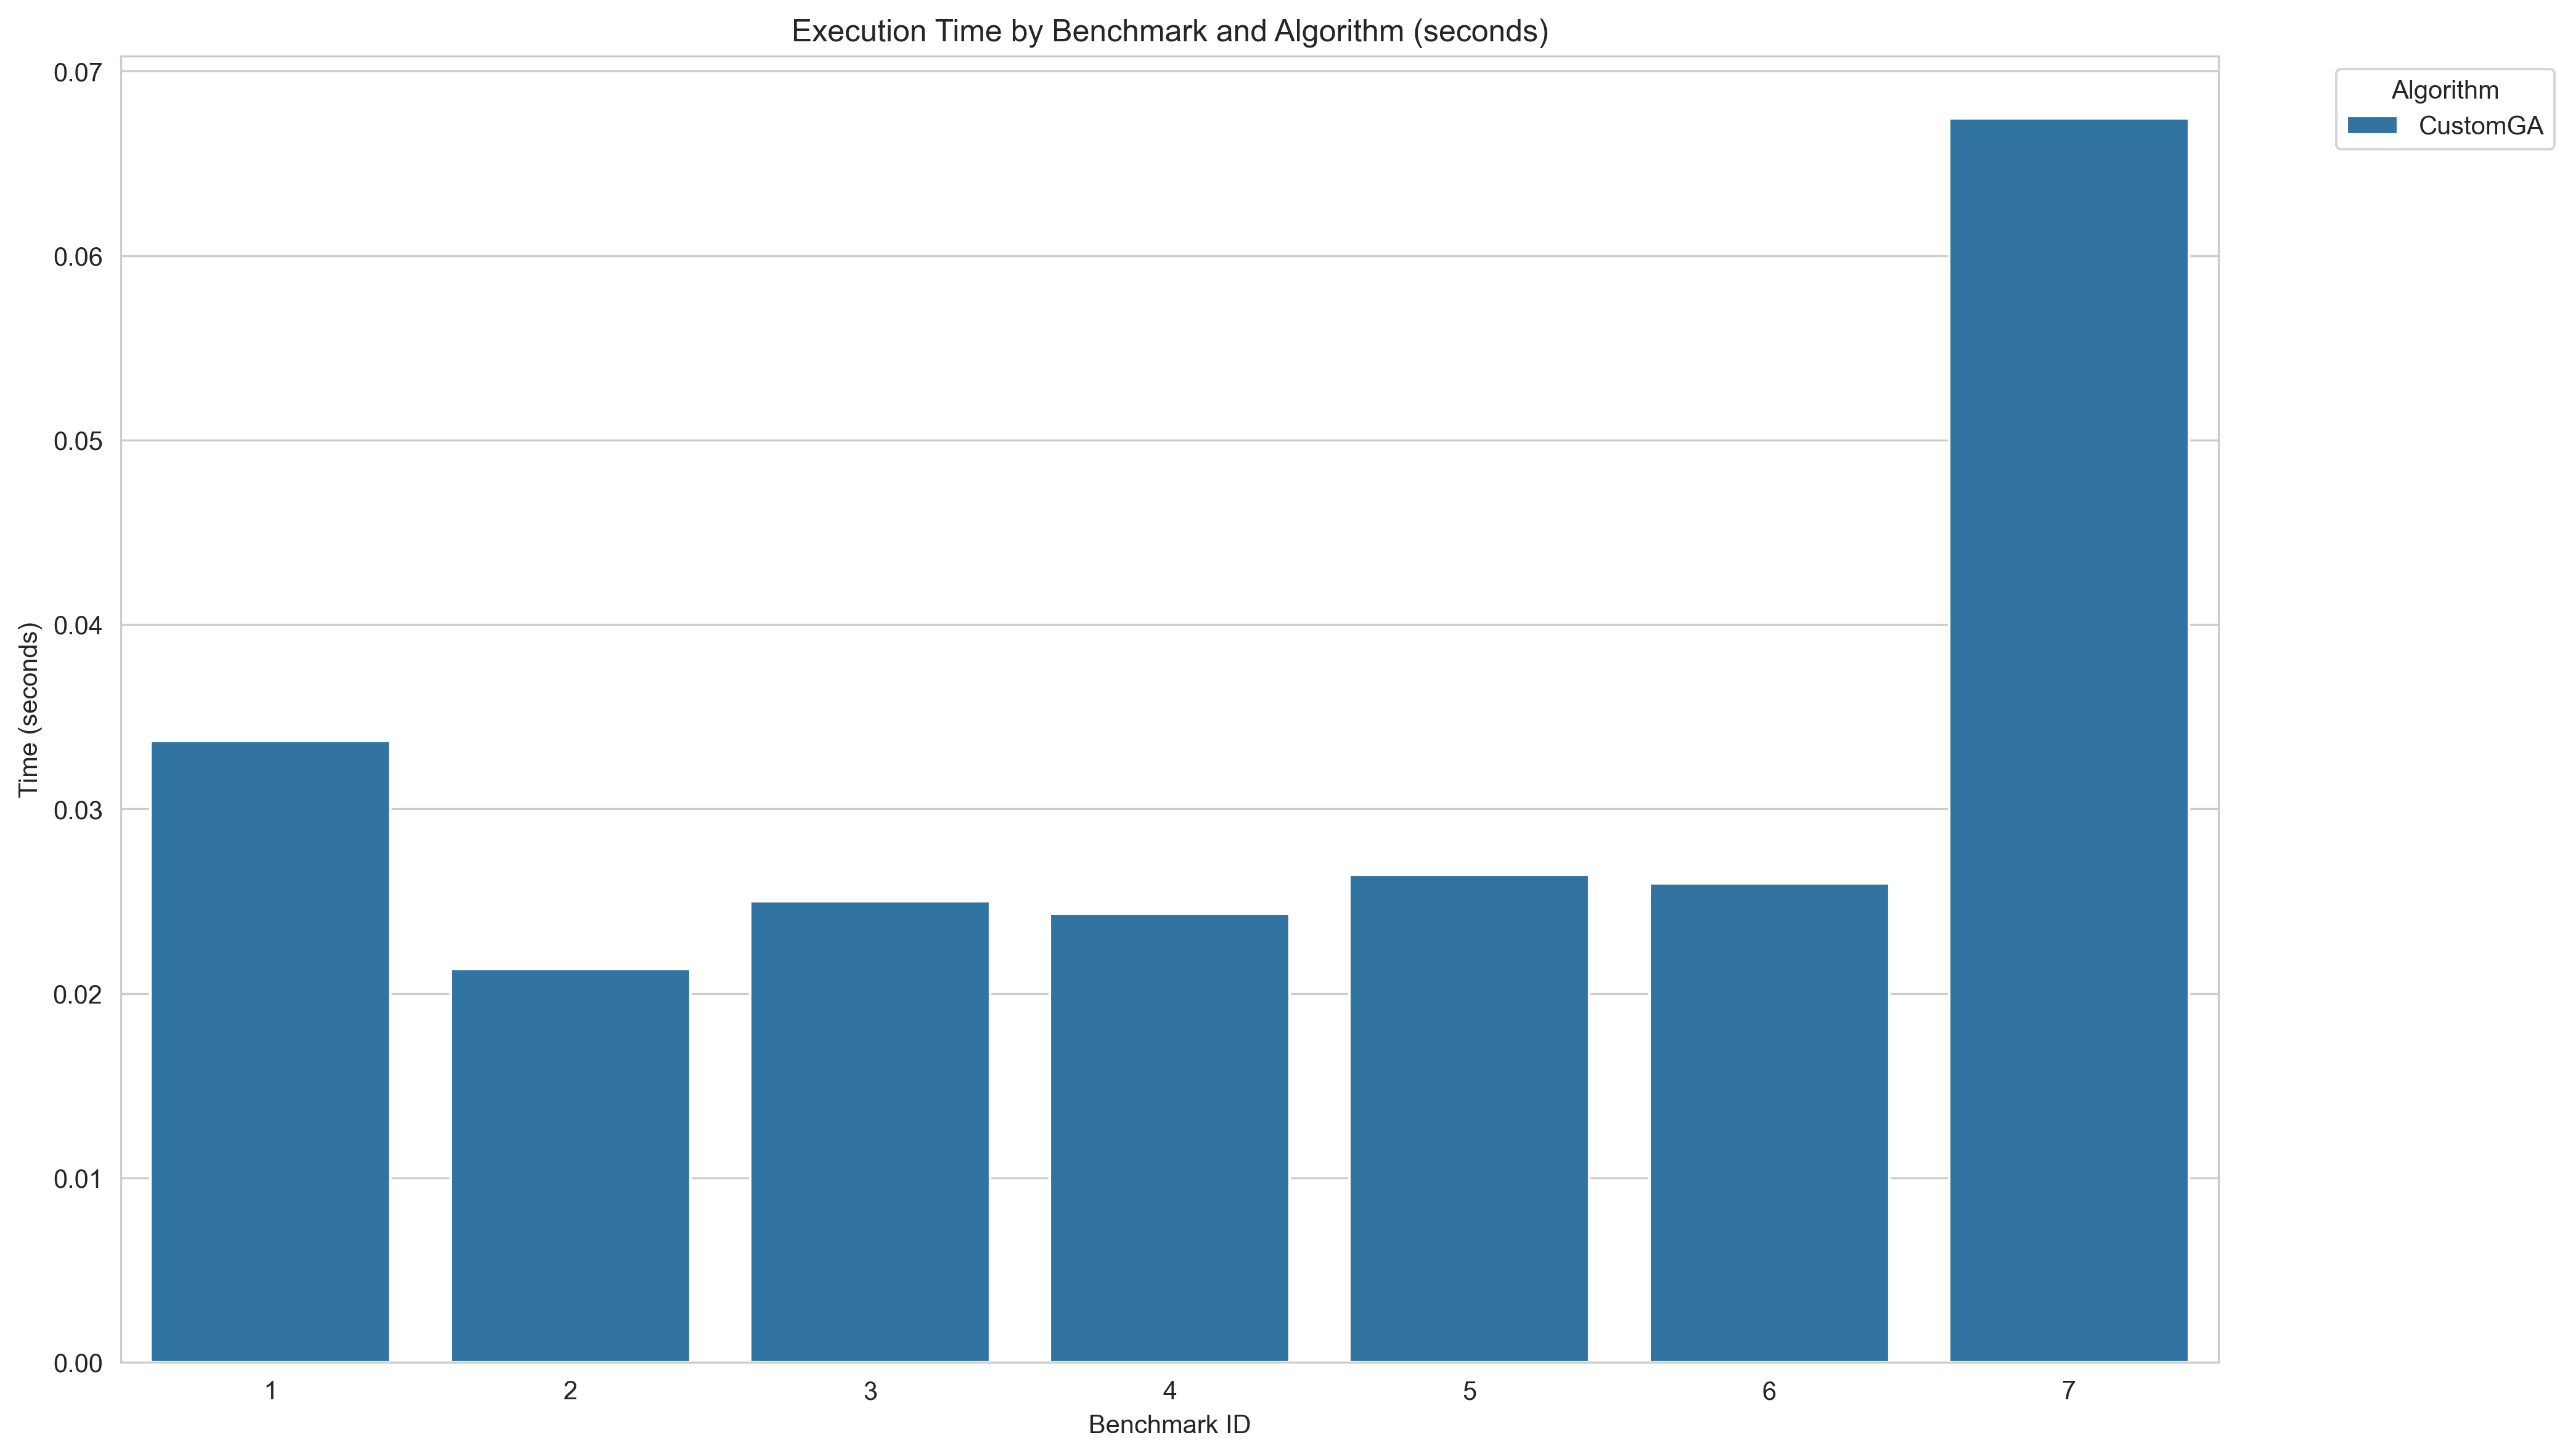 Execution Time by Benchmark and Algorithm (seconds)
Algorithm
CustomGA
Time (seconds)
0.07
0.06
0.05
0.04
0.03
0.02
0.01
0.00
1 2 3 4 5 6 7
Benchmark ID